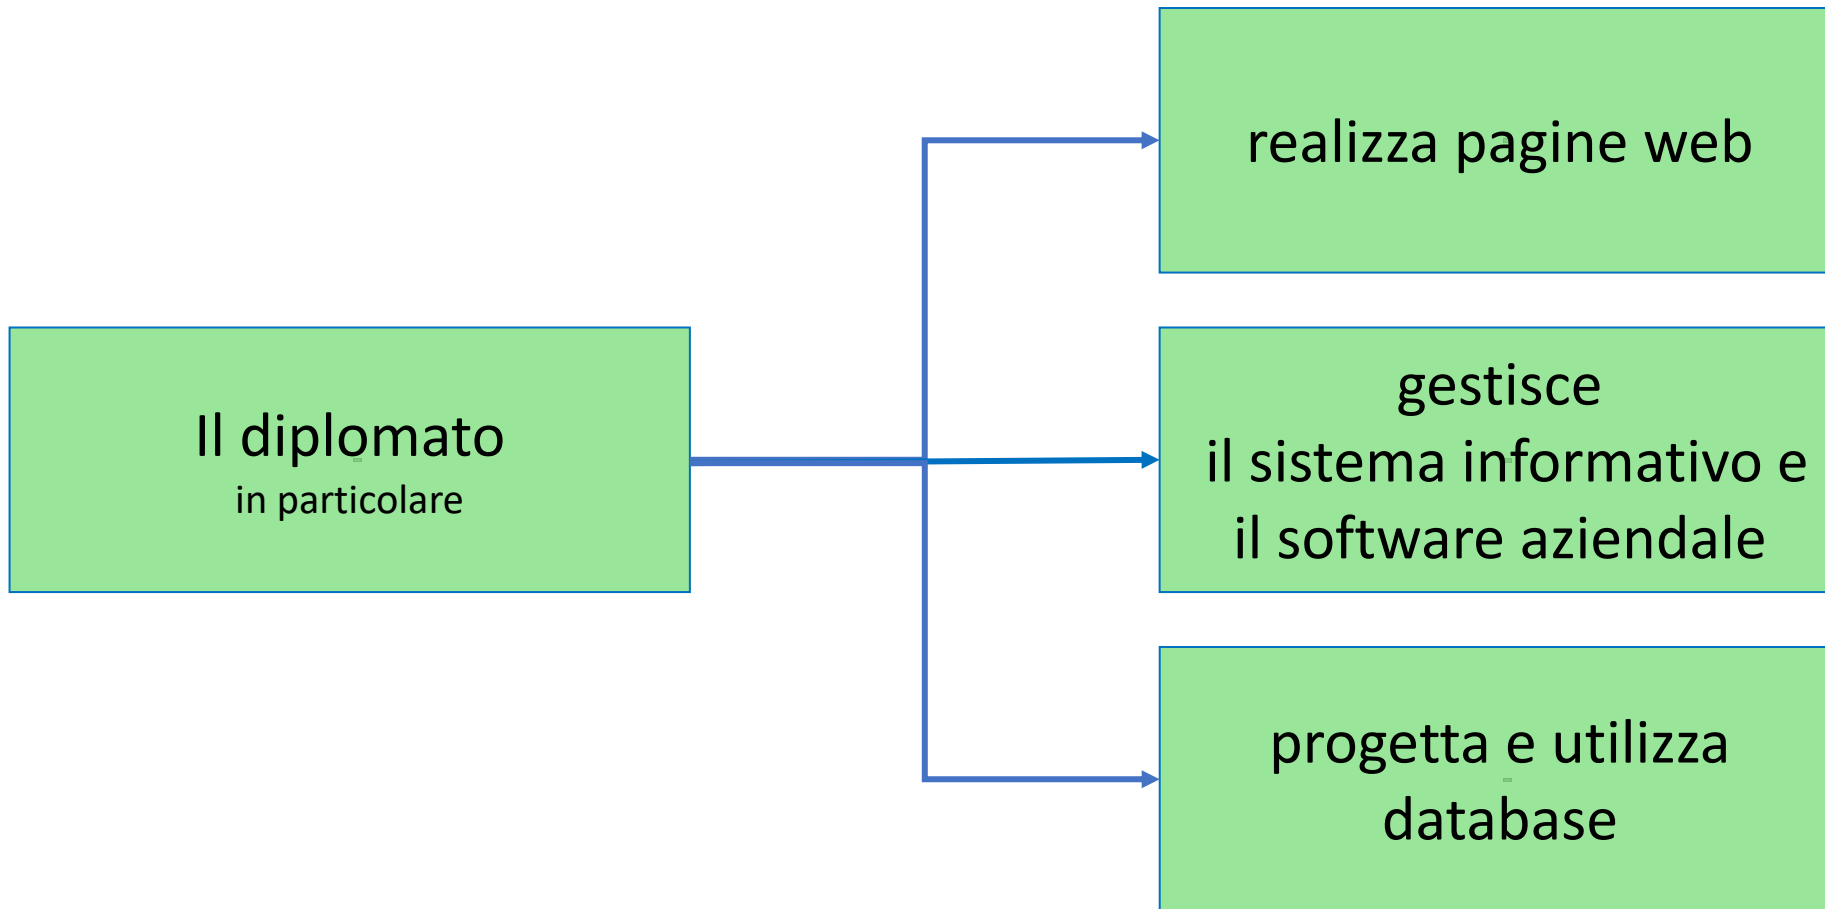 realizza pagine web
Il diplomato
in particolare
gestisce
il sistema informativo e
il software aziendale
progetta e utilizza
database